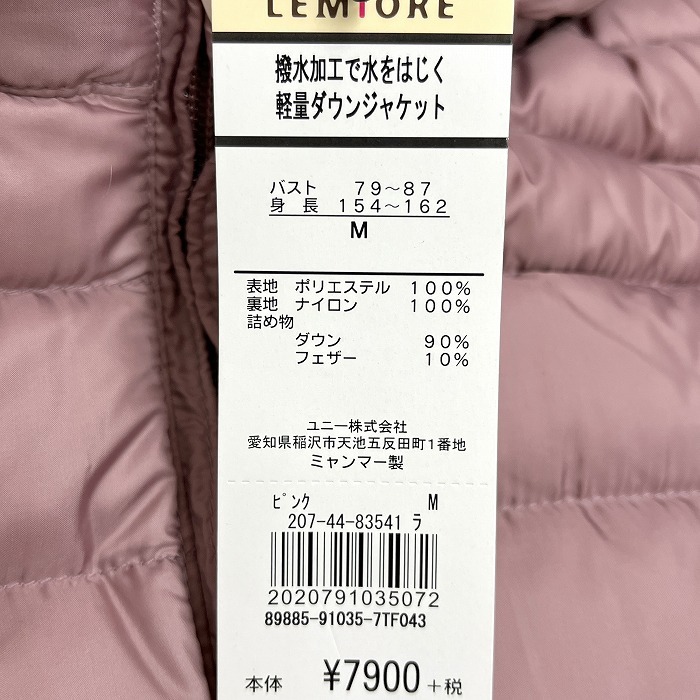 LEMIORE
撥水加工で水をはじく
軽量ダウンジャケット
バスト 79~87
身長 154~162
M
表地 ポリエステル 100%
裏地 ナイロン 100%
詰め物
ダウン 90%
フェザー 10%
ユニー株式会社
愛知県稲沢市天池五反田町1番地
ミャンマー製
ピンク M
207-44-83541 ラ
2020791035072
89885-91035-7TF043
本体 ¥7900 +税